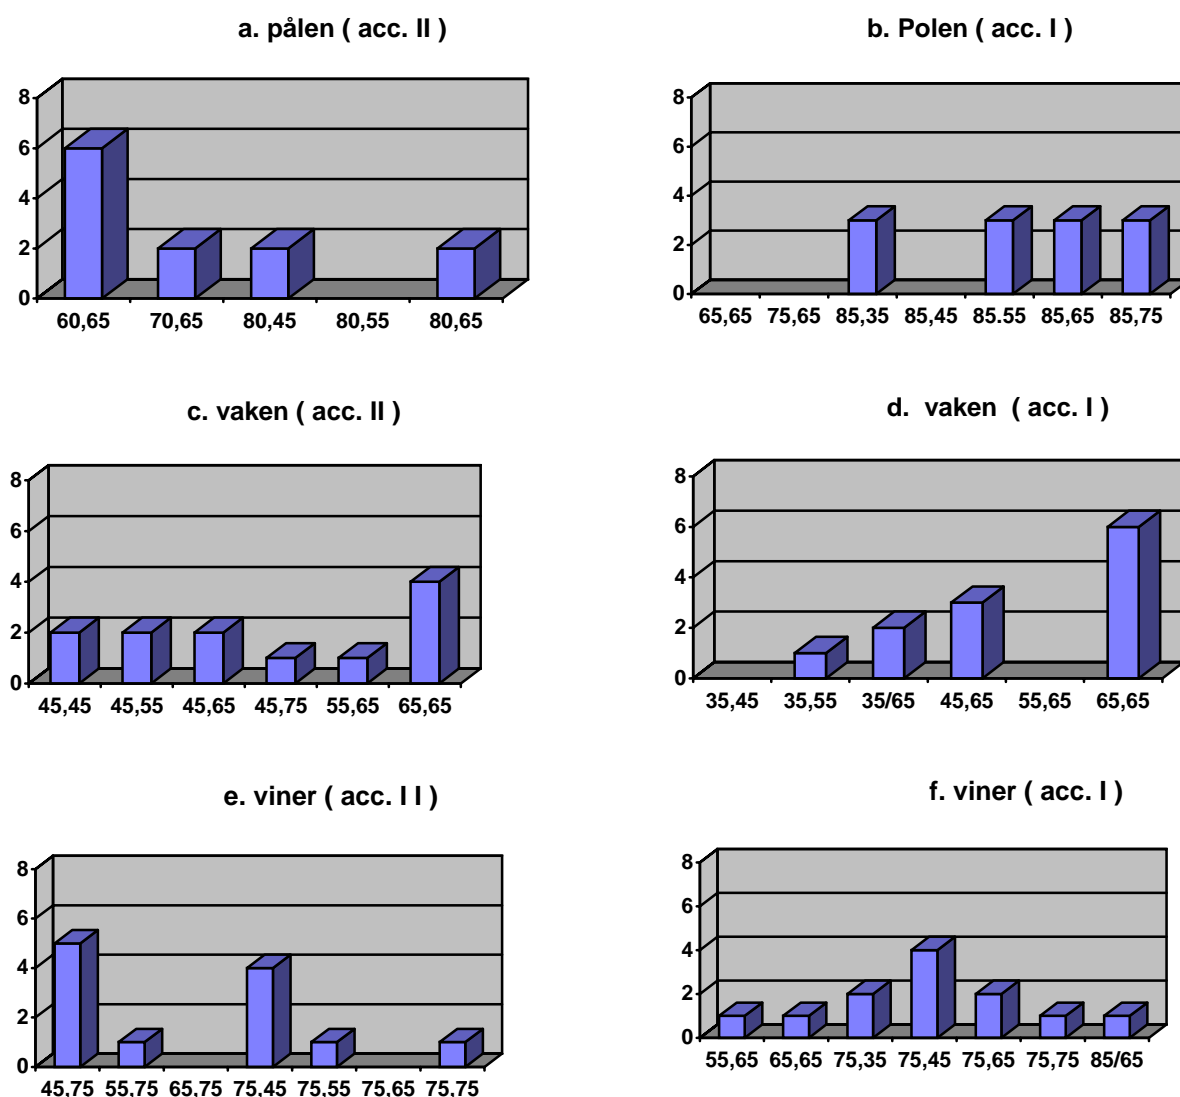 a. pålen ( acc. II )
8
6
4
2
0
60,65 70,65 80,45 80,55 80,65
b. Polen ( acc. I )
8
6
4
2
0
65,65 75,65 85,35 85,45 85.55 85,65 85,75
c. vaken ( acc. II )
8
6
4
2
0
45,45 45,55 45,65 45,75 55,65 65,65
d. vaken ( acc. I )
8
6
4
2
0
35,45 35,55 35/65 45,65 55,65 65,65
e. viner ( acc. I I )
8
6
4
2
0
45,75 55,75 65,75 75,45 75,55 75,65 75,75
f. viner ( acc. I )
8
6
4
2
0
55,65 65,65 75,35 75,45 75,65 75,75 85/65